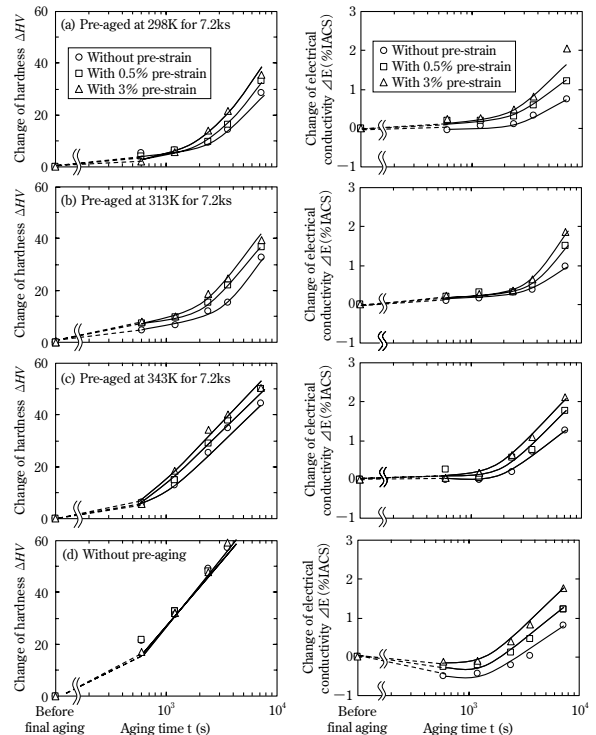 (a) Pre-aged at 298K for 7.2ks
○ Without pre-strain
□ With 0.5% pre-strain
△ With 3% pre-strain
Change of hardness ΔHV
60
40
20
0
○ Without pre-strain
□ With 0.5% pre-strain
△ With 3% pre-strain
Change of electrical
conductivity ΔE (%IACS)
3
2
1
0
−1
(b) Pre-aged at 313K for 7.2ks
Change of hardness ΔHV
60
40
20
0
Change of electrical
conductivity ΔE (%IACS)
3
2
1
0
−1
(c) Pre-aged at 343K for 7.2ks
Change of hardness ΔHV
60
40
20
0
Change of electrical
conductivity ΔE (%IACS)
3
2
1
0
−1
(d) Without pre-aging
Change of hardness ΔHV
60
40
20
0
Before
final aging
10³
10⁴
Aging time t (s)
Change of electrical
conductivity ΔE (%IACS)
3
2
1
0
−1
Before
final aging
10³
10⁴
Aging time t (s)